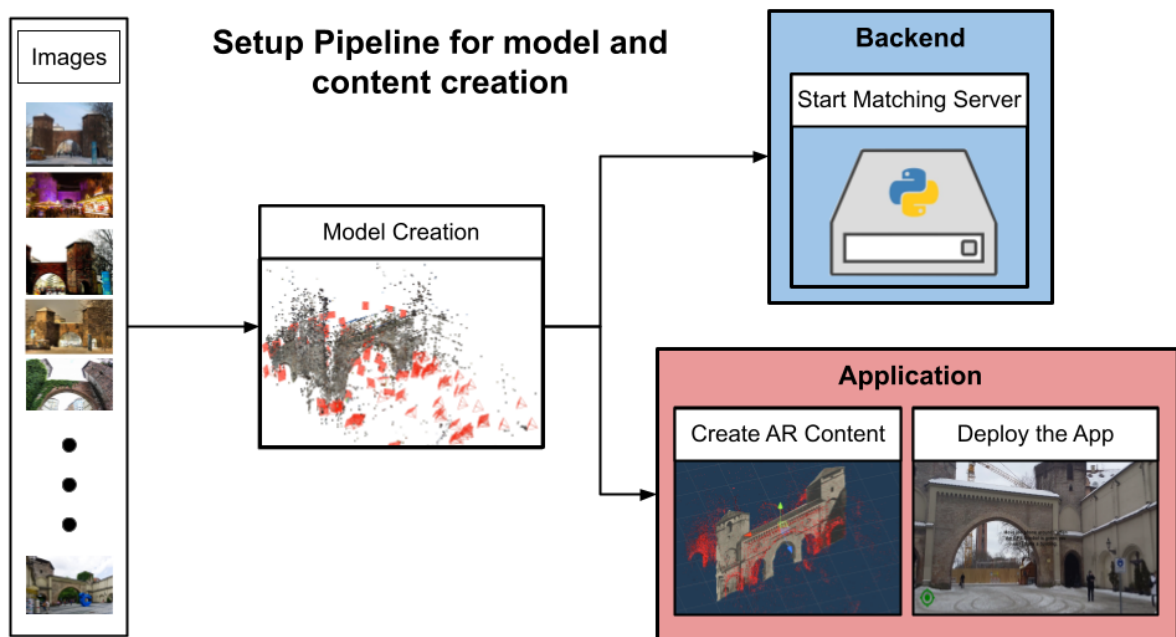 Images
Setup Pipeline for model and
content creation
Model Creation
Backend
Start Matching Server
Application
Create AR Content
Deploy the App